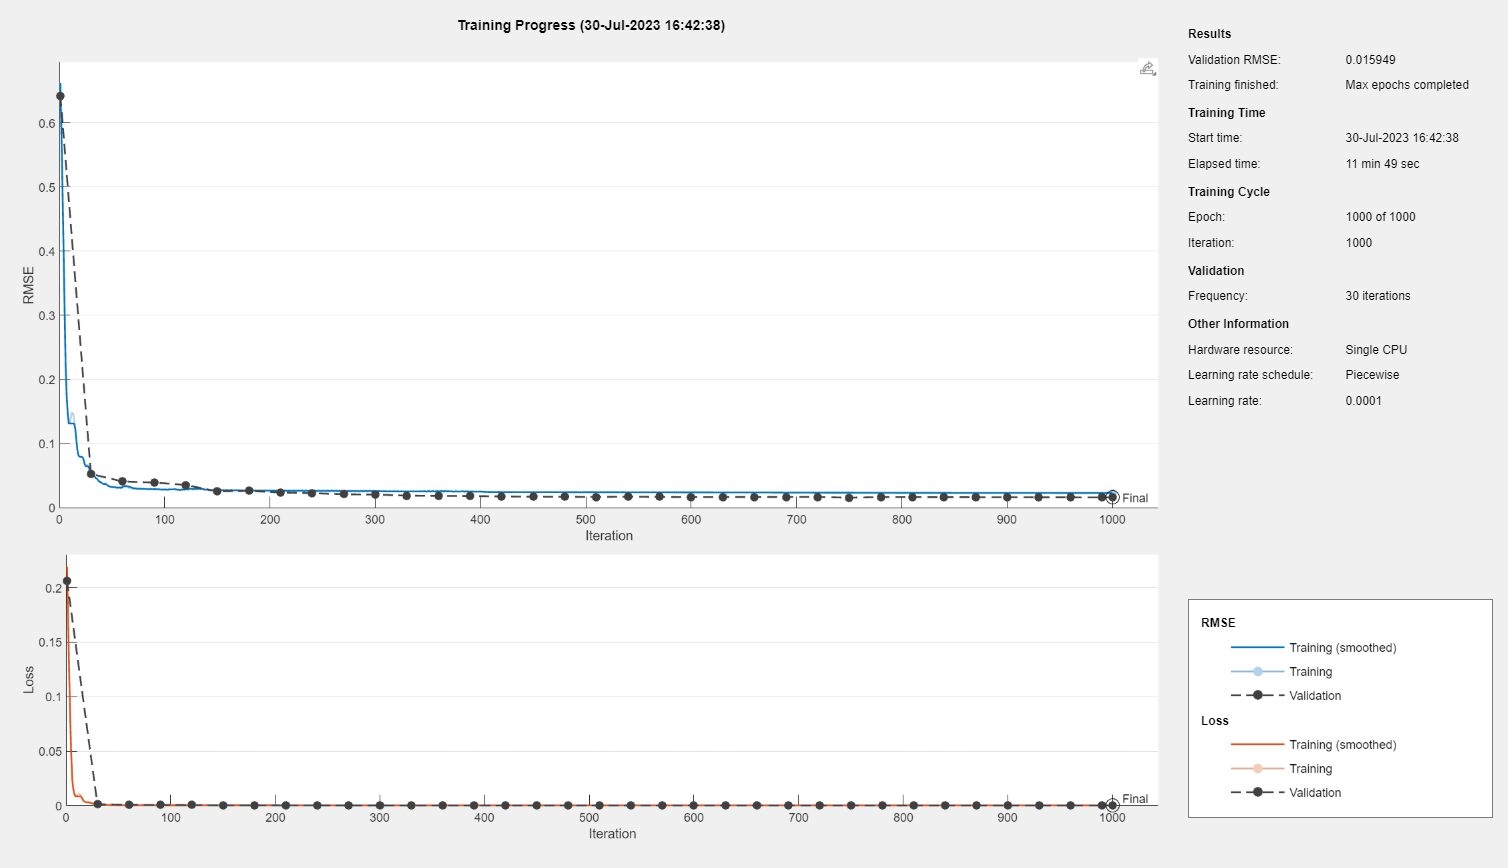 Training Progress (30-Jul-2023 16:42:38)
RMSE
0.6
0.5
0.4
0.3
0.2
0.1
0
0 100 200 300 400 500 600 700 800 900 1000
Final
Iteration
Loss
0.2
0.15
0.1
0.05
0
0 100 200 300 400 500 600 700 800 900 1000
Final
Iteration
Results
Validation RMSE: 0.015949
Training finished: Max epochs completed
Training Time
Start time: 30-Jul-2023 16:42:38
Elapsed time: 11 min 49 sec
Training Cycle
Epoch: 1000 of 1000
Iteration: 1000
Validation
Frequency: 30 iterations
Other Information
Hardware resource: Single CPU
Learning rate schedule: Piecewise
Learning rate: 0.0001
RMSE
Training (smoothed)
Training
Validation
Loss
Training (smoothed)
Training
Validation